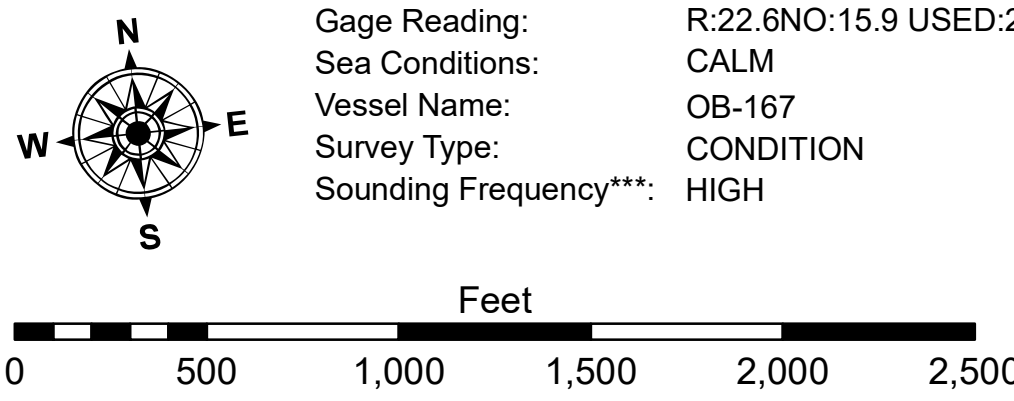 N
W
E
S
Gage Reading: R:22.6NO:15.9 USED:2
Sea Conditions: CALM
Vessel Name: OB-167
Survey Type: CONDITION
Sounding Frequency***: HIGH
Feet
0 500 1,000 1,500 2,000 2,500